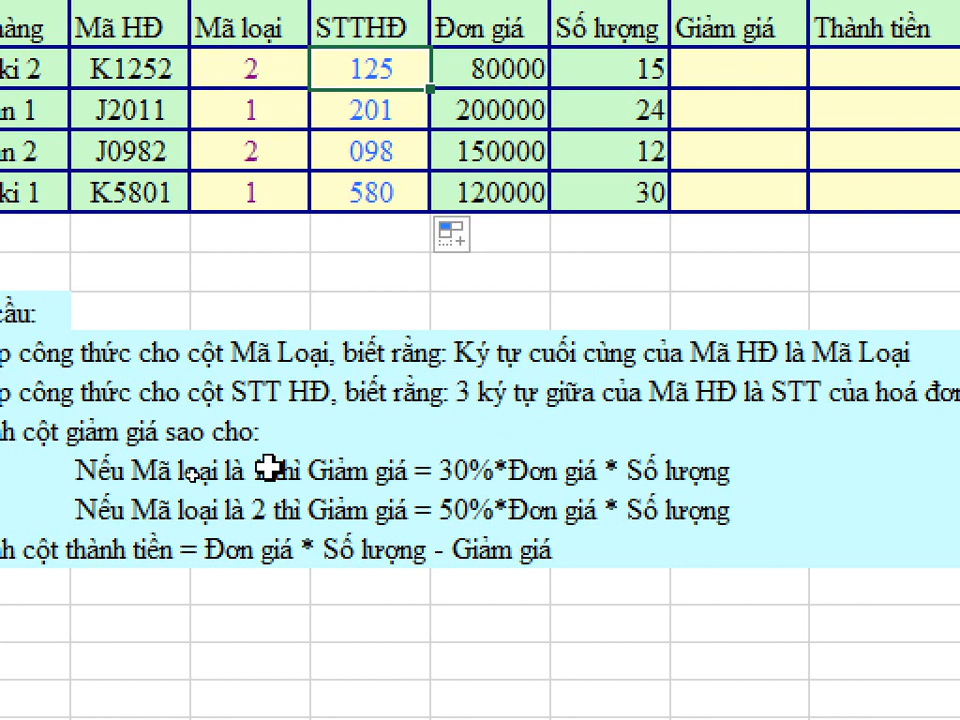 àng Mã HĐ Mã loại STTHĐ Đơn giá Số lượng Giảm giá Thành tiền
ki 2 K1252 2 125 80000 15
n 1 J2011 1 201 200000 24
n 2 J0982 2 098 150000 12
ki 1 K5801 1 580 120000 30
cầu:
p công thức cho cột Mã Loại, biết rằng: Ký tự cuối cùng của Mã HĐ là Mã Loại
p công thức cho cột STT HĐ, biết rằng: 3 ký tự giữa của Mã HĐ là STT của hoá đơn
h cột giảm giá sao cho:
Nếu Mã loại là thì Giảm giá = 30%*Đơn giá * Số lượng
Nếu Mã loại là 2 thì Giảm giá = 50%*Đơn giá * Số lượng
h cột thành tiền = Đơn giá * Số lượng - Giảm giá